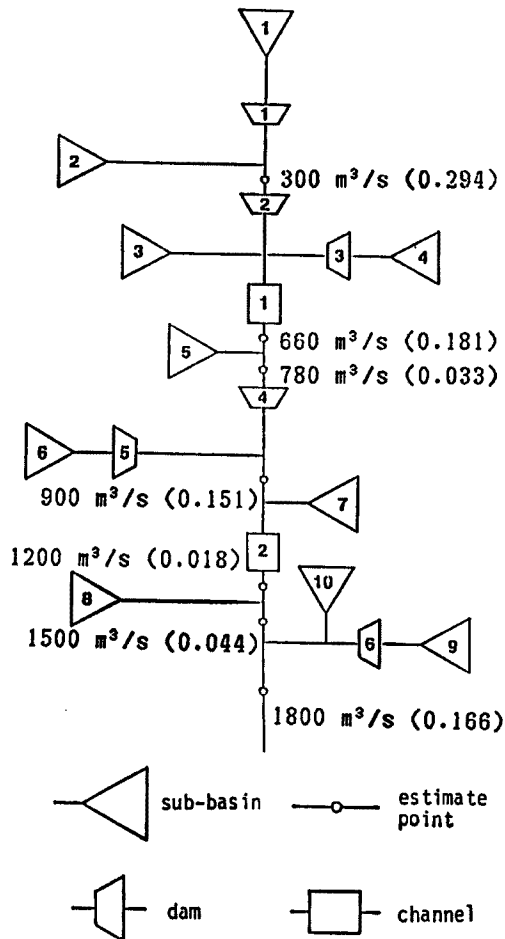 1
1
2
300 m³/s (0.294)
2
3
3
4
1
660 m³/s (0.181)
5
780 m³/s (0.033)
4
6
5
900 m³/s (0.151)
7
1200 m³/s (0.018)
2
10
8
1500 m³/s (0.044)
6
9
1800 m³/s (0.166)
sub-basin
estimate
point
dam
channel